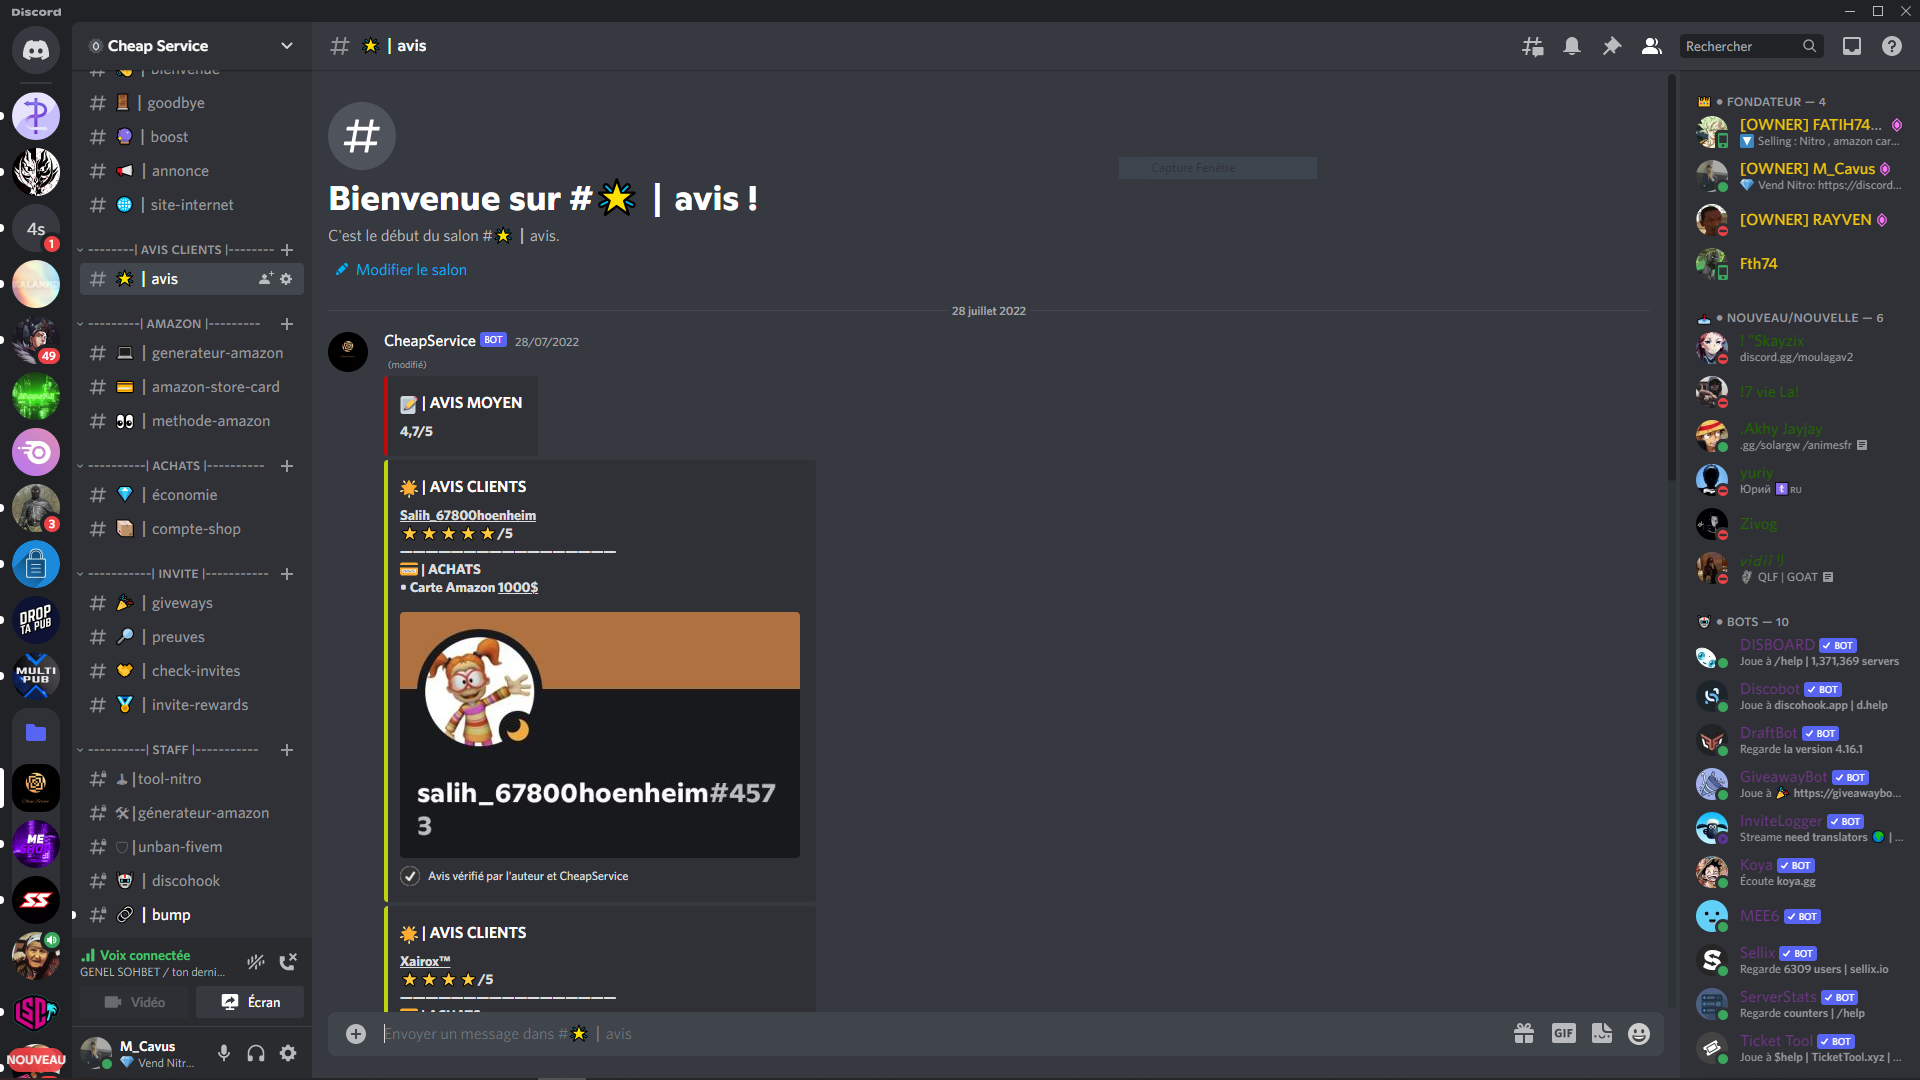 Discord
Cheap Service
| bienvenue
| goodbye
| boost
| annonce
| site-internet
--------| AVIS CLIENTS |--------
| avis
---------| AMAZON |---------
| generateur-amazon
| amazon-store-card
| methode-amazon
----------| ACHATS |----------
| économie
| compte-shop
-----------| INVITE |-----------
| giveways
| preuves
| check-invites
| invite-rewards
----------| STAFF |-----------
|tool-nitro
|génerateur-amazon
|unban-fivem
| discohook
| bump
4s
1
49
3
DROP
TA PUB
MULTI
PUB
ME
SS
NOUVEAU
Voix connectée
GENEL SOHBET / ton derni...
Vidéo
Écran
M_Cavus
Vend Nitr...
| avis
Rechercher
Capture Fenêtre
Bienvenue sur # | avis !
C'est le début du salon # | avis.
Modifier le salon
28 juillet 2022
CheapService BOT 28/07/2022
(modifié)
| AVIS MOYEN
4,7/5
| AVIS CLIENTS
Salih_67800hoenheim
/5
—————————————————
| ACHATS
• Carte Amazon 1000$
salih_67800hoenheim#457
3
Avis vérifié par l'auteur et CheapService
| AVIS CLIENTS
Xairox™
/5
—————————————————
Envoyer un message dans # | avis
GIF
• FONDATEUR — 4
[OWNER] FATIH74...
Selling : Nitro , amazon car...
[OWNER] M_Cavus
Vend Nitro: https://discord...
[OWNER] RAYVEN
Fth74
• NOUVEAU/NOUVELLE — 6
! "Skayzix
discord.gg/moulagav2
!7 vie La!
.Akhy Jayjay
.gg/solargw /animesfr
yuriy
Юрий t RU
Zivog
vidii
QLF | GOAT
• BOTS — 10
DISBOARD BOT
Joue à /help | 1,371,369 servers
Discobot BOT
Joue à discohook.app | d.help
DraftBot BOT
Regarde la version 4.16.1
GiveawayBot BOT
Joue à https://giveawaybo...
InviteLogger BOT
Streame need translators | ...
Koya BOT
Écoute koya.gg
MEE6 BOT
Sellix BOT
Regarde 6309 users | sellix.io
ServerStats BOT
Regarde counters | /help
Ticket Tool BOT
Joue à $help | TicketTool.xyz | ...